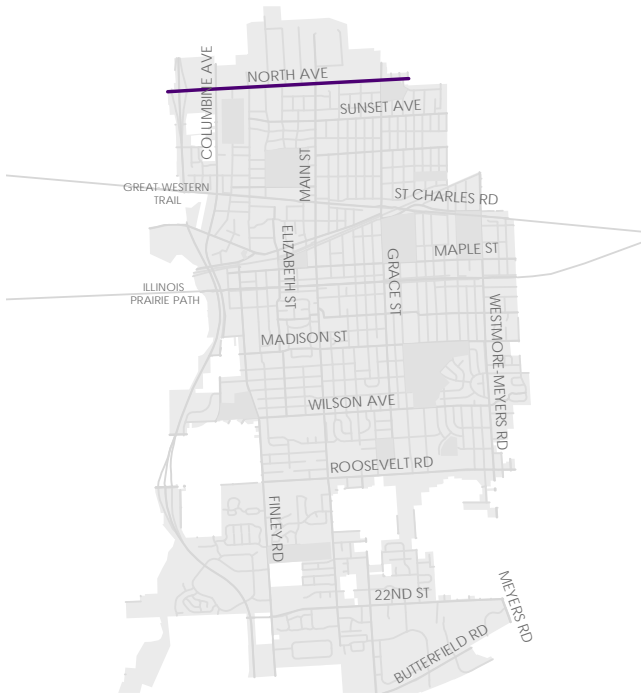 COLUMBINE AVE
NORTH AVE
SUNSET AVE
MAIN ST
GREAT WESTERN
TRAIL
ST CHARLES RD
ELIZABETH ST
GRACE ST
MAPLE ST
ILLINOIS
PRAIRIE PATH
WESTMORE-MEYERS RD
MADISON ST
WILSON AVE
ROOSEVELT RD
FINLEY RD
22ND ST
MEYERS RD
BUTTERFIELD RD